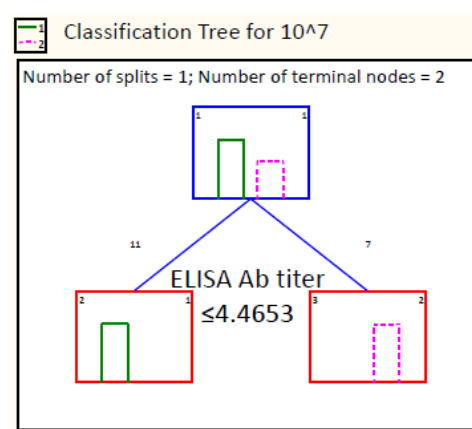 1
2
Classification Tree for 10^7
Number of splits = 1; Number of terminal nodes = 2
1 1
11 7
ELISA Ab titer
≤4.4653
2 1 3 2